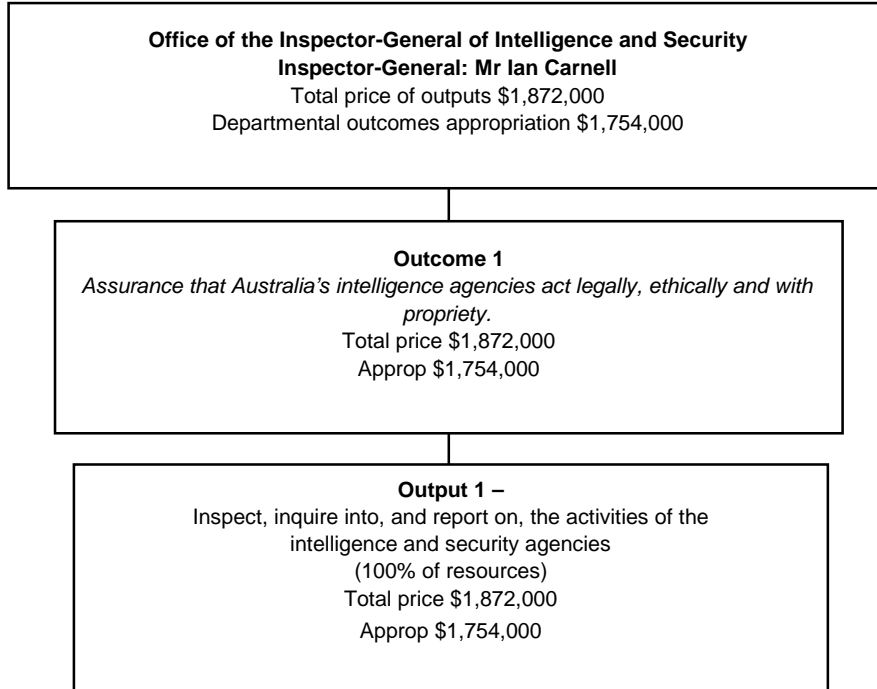 Office of the Inspector-General of Intelligence and Security
Inspector-General: Mr Ian Carnell
Total price of outputs $1,872,000
Departmental outcomes appropriation $1,754,000
Outcome 1
Assurance that Australia's intelligence agencies act legally, ethically and with
propriety.
Total price $1,872,000
Approp $1,754,000
Output 1 –
Inspect, inquire into, and report on, the activities of the
intelligence and security agencies
(100% of resources)
Total price $1,872,000
Approp $1,754,000